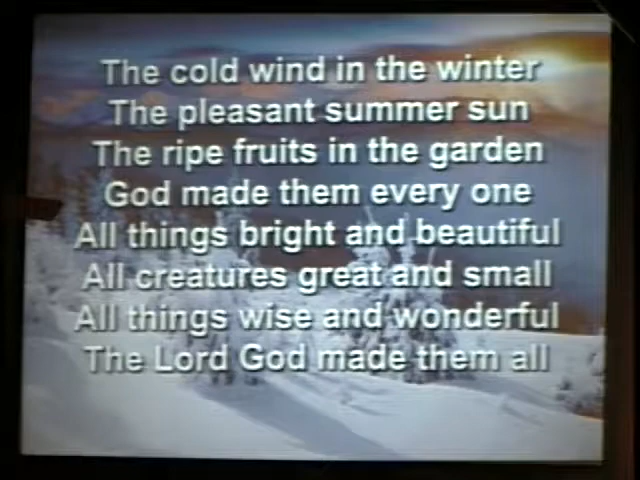 The cold wind in the winter
The pleasant summer sun
The ripe fruits in the garden
God made them every one
All things bright and beautiful
All creatures great and small
All things wise and wonderful
The Lord God made them all